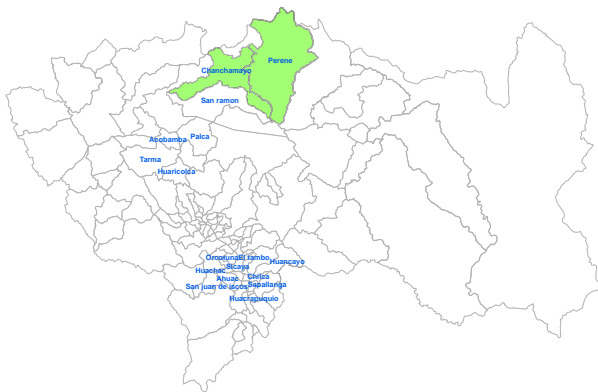 Perene
Chanchamayo
San ramon
Acobamba
Palca
Tarma
Huaricolca
Orcotuna
El tambo
Huancayo
Sicaya
Huachac
Ahuac
Chilca
San juan de iscos
Sapallanga
Huacrapuquio